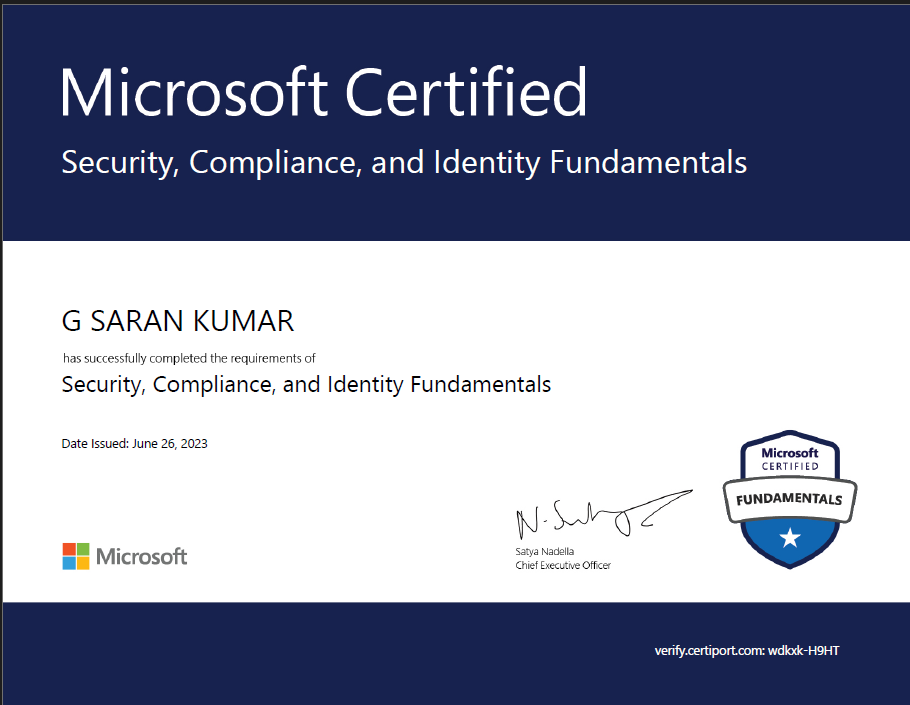 Microsoft Certified
Security, Compliance, and Identity Fundamentals
G SARAN KUMAR
has successfully completed the requirements of
Security, Compliance, and Identity Fundamentals
Date Issued: June 26, 2023
Microsoft
CERTIFIED
FUNDAMENTALS
N. Satya
Satya Nadella
Chief Executive Officer
Microsoft
verify.certiport.com: wdkxk-H9HT